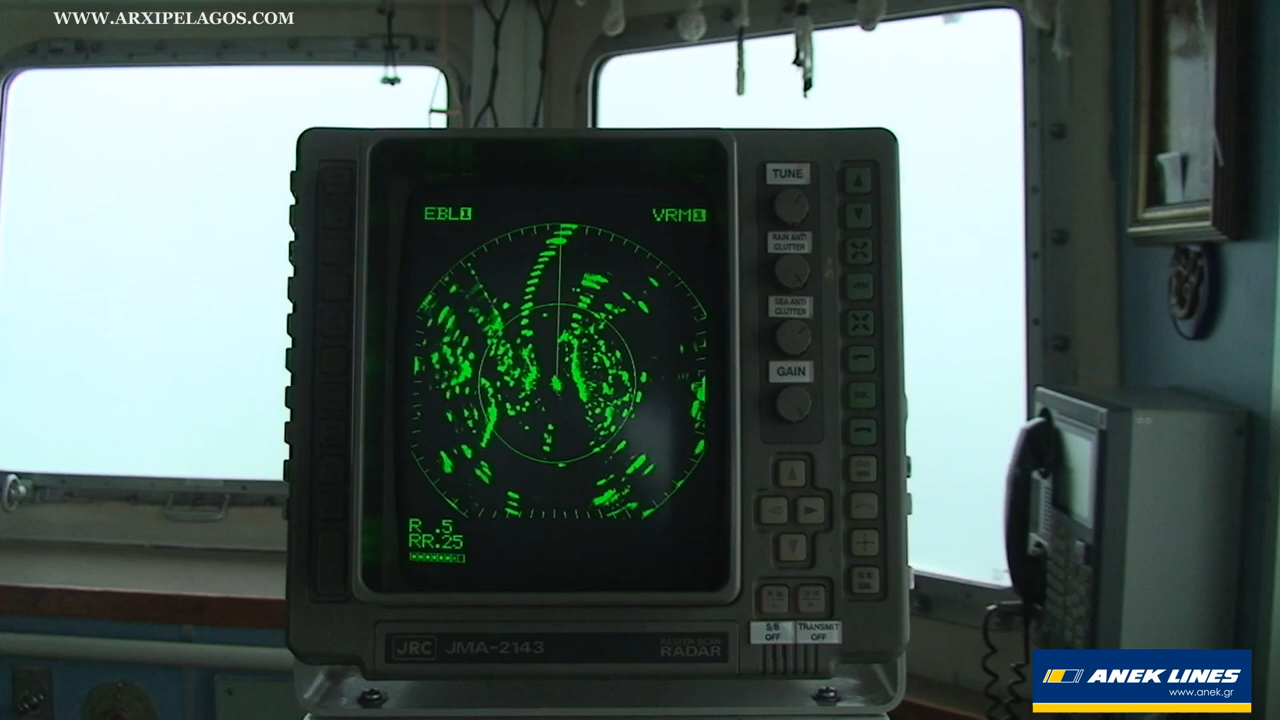 WWW.ARXIPELAGOS.COM
TUNE
EBL1
VRM1
RAIN ANTI
CLUTTER
SEA ANTI
CLUTTER
GAIN
R .5
RR.25
S/B
OFF
TRANSMIT
OFF
JRC JMA-2143
RASTER SCAN
RADAR
ANEK LINES
www.anek.gr